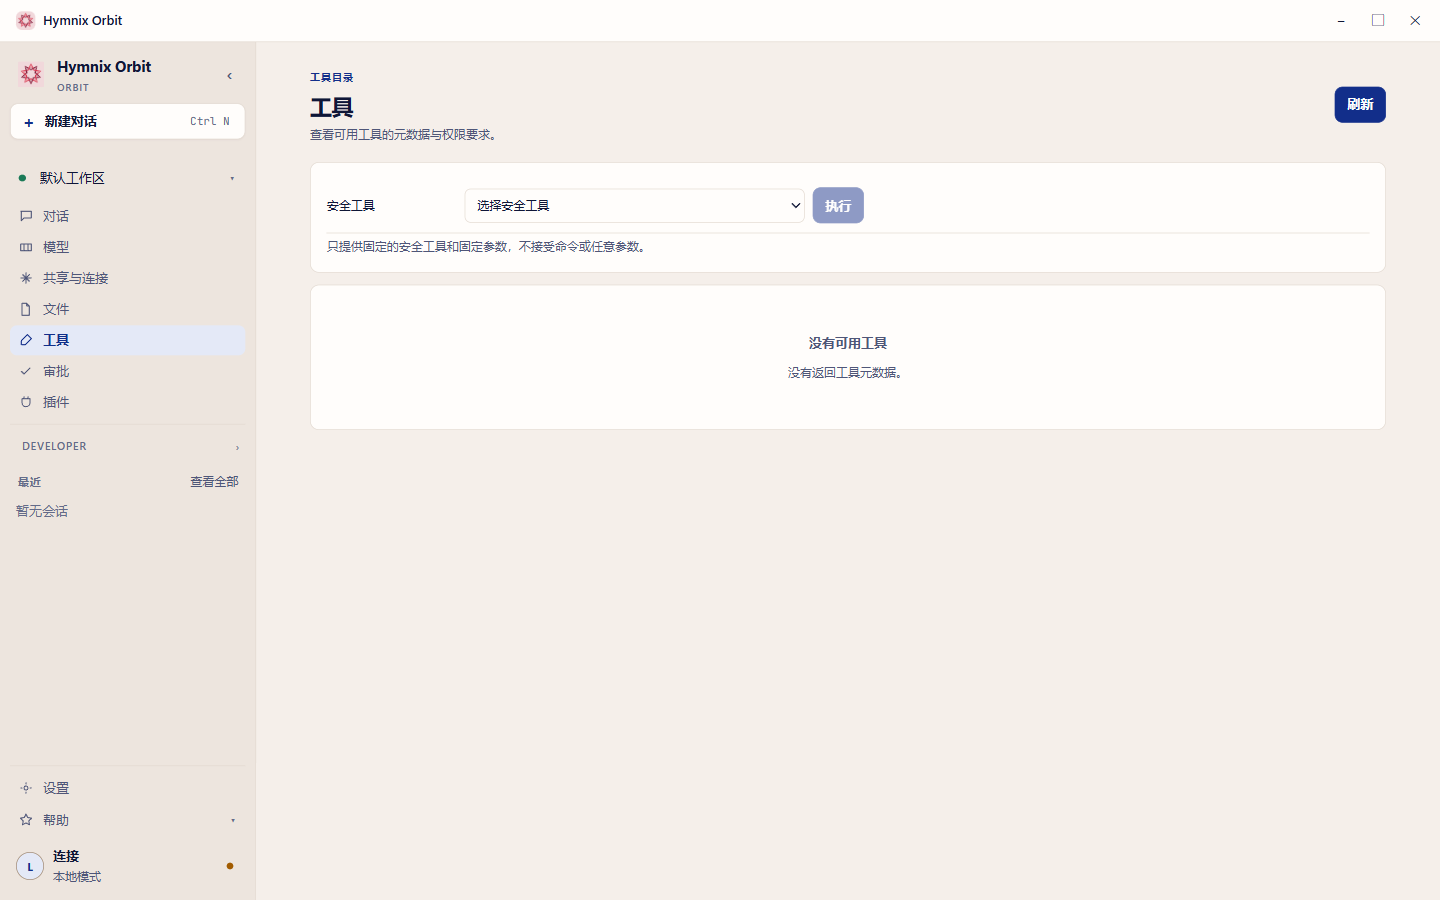 Hymnix Orbit
Hymnix Orbit
ORBIT
+ 新建对话 Ctrl N
默认工作区
对话
模型
共享与连接
文件
工具
审批
插件
DEVELOPER
最近 查看全部
暂无会话
设置
帮助
L
连接
本地模式
工具目录
工具
查看可用工具的元数据与权限要求。
刷新
安全工具 选择安全工具 执行
只提供固定的安全工具和固定参数，不接受命令或任意参数。
没有可用工具
没有返回工具元数据。